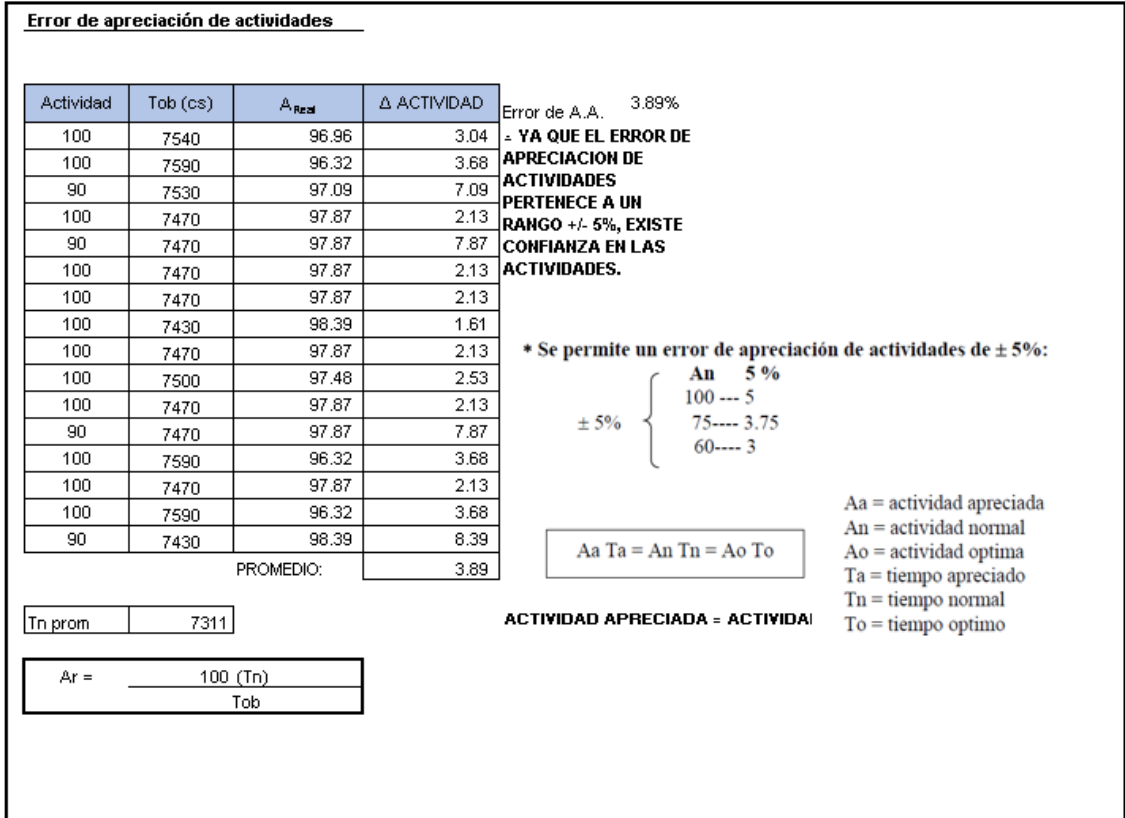 Error de apreciación de actividades
Actividad Tob (cs) A Real Δ ACTIVIDAD
100 7540 96.96 3.04
100 7590 96.32 3.68
90 7530 97.09 7.09
100 7470 97.87 2.13
90 7470 97.87 7.87
100 7470 97.87 2.13
100 7470 97.87 2.13
100 7430 98.39 1.61
100 7470 97.87 2.13
100 7500 97.48 2.53
100 7470 97.87 2.13
90 7470 97.87 7.87
100 7590 96.32 3.68
100 7470 97.87 2.13
100 7590 96.32 3.68
90 7430 98.39 8.39
PROMEDIO: 3.89
Tn prom 7311
Ar = 100 (Tn)
Tob
Error de A.A. 3.89%
∴ YA QUE EL ERROR DE
APRECIACION DE
ACTIVIDADES
PERTENECE A UN
RANGO +/- 5%, EXISTE
CONFIANZA EN LAS
ACTIVIDADES.
* Se permite un error de apreciación de actividades de ± 5%:
An 5 %
100 --- 5
± 5% 75---- 3.75
60---- 3
Aa Ta = An Tn = Ao To
Aa = actividad apreciada
An = actividad normal
Ao = actividad optima
Ta = tiempo apreciado
Tn = tiempo normal
To = tiempo optimo
ACTIVIDAD APRECIADA = ACTIVIDA